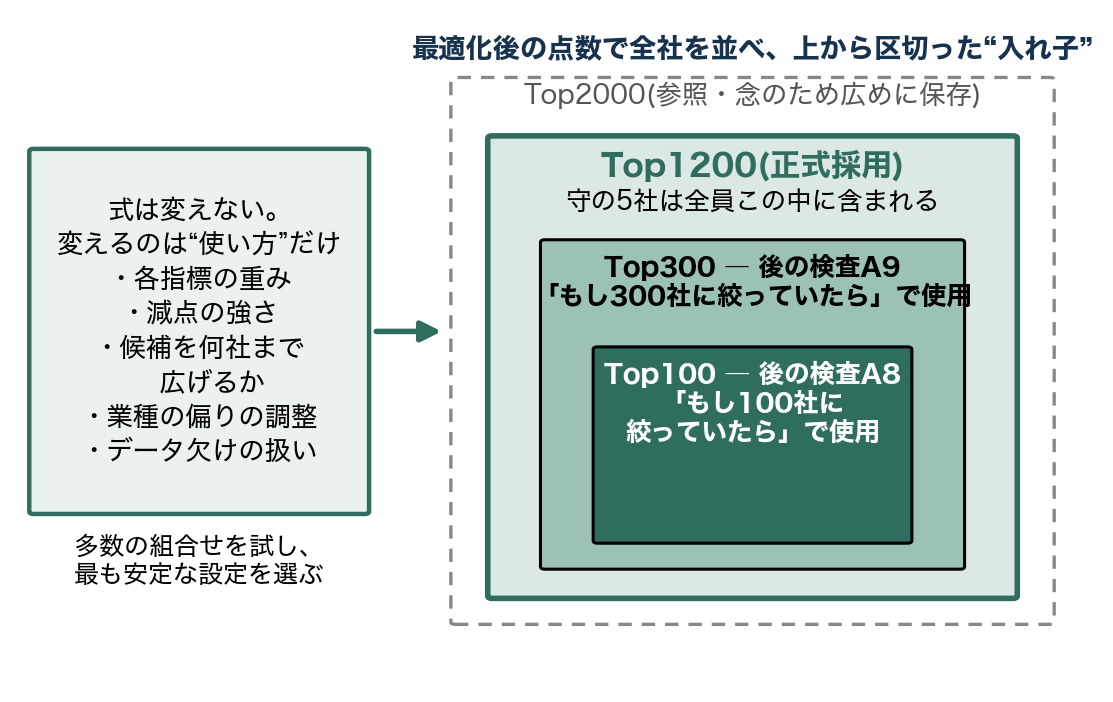 最適化後の点数で全社を並べ、上から区切った“入れ子”
Top2000(参照・念のため広めに保存)
Top1200(正式採用)
守の5社は全員この中に含まれる
Top300 — 後の検査A9
「もし300社に絞っていたら」で使用
Top100 — 後の検査A8
「もし100社に
絞っていたら」で使用
式は変えない。
変えるのは“使い方”だけ
・各指標の重み
・減点の強さ
・候補を何社まで
広げるか
・業種の偏りの調整
・データ欠けの扱い
多数の組合せを試し、
最も安定な設定を選ぶ